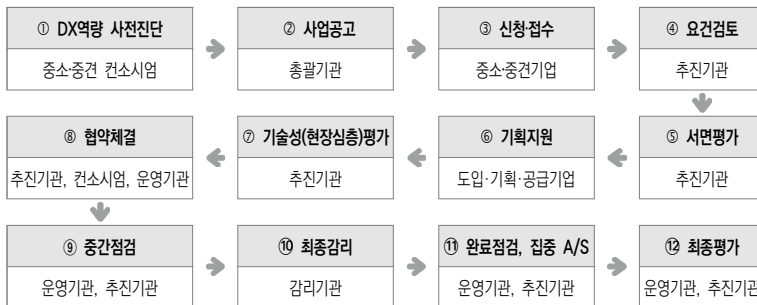 ① DX역량 사전진단
중소·중견 컨소시엄
② 사업공고
총괄기관
③ 신청·접수
중소·중견기업
④ 요건검토
추진기관
⑤ 서면평가
추진기관
⑥ 기획지원
도입·기획·공급기업
⑦ 기술성(현장심층)평가
추진기관
⑧ 협약체결
추진기관, 컨소시엄, 운영기관
⑨ 중간점검
운영기관, 추진기관
⑩ 최종감리
감리기관
⑪ 완료점검, 집중 A/S
운영기관, 추진기관
⑫ 최종평가
운영기관, 추진기관